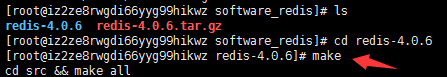 [root@iz2ze8rwgdi66yyg99hikwz software_redis]# ls
redis-4.0.6 redis-4.0.6.tar.gz
[root@iz2ze8rwgdi66yyg99hikwz software_redis]# cd redis-4.0.6
[root@iz2ze8rwgdi66yyg99hikwz redis-4.0.6]# make
cd src && make all